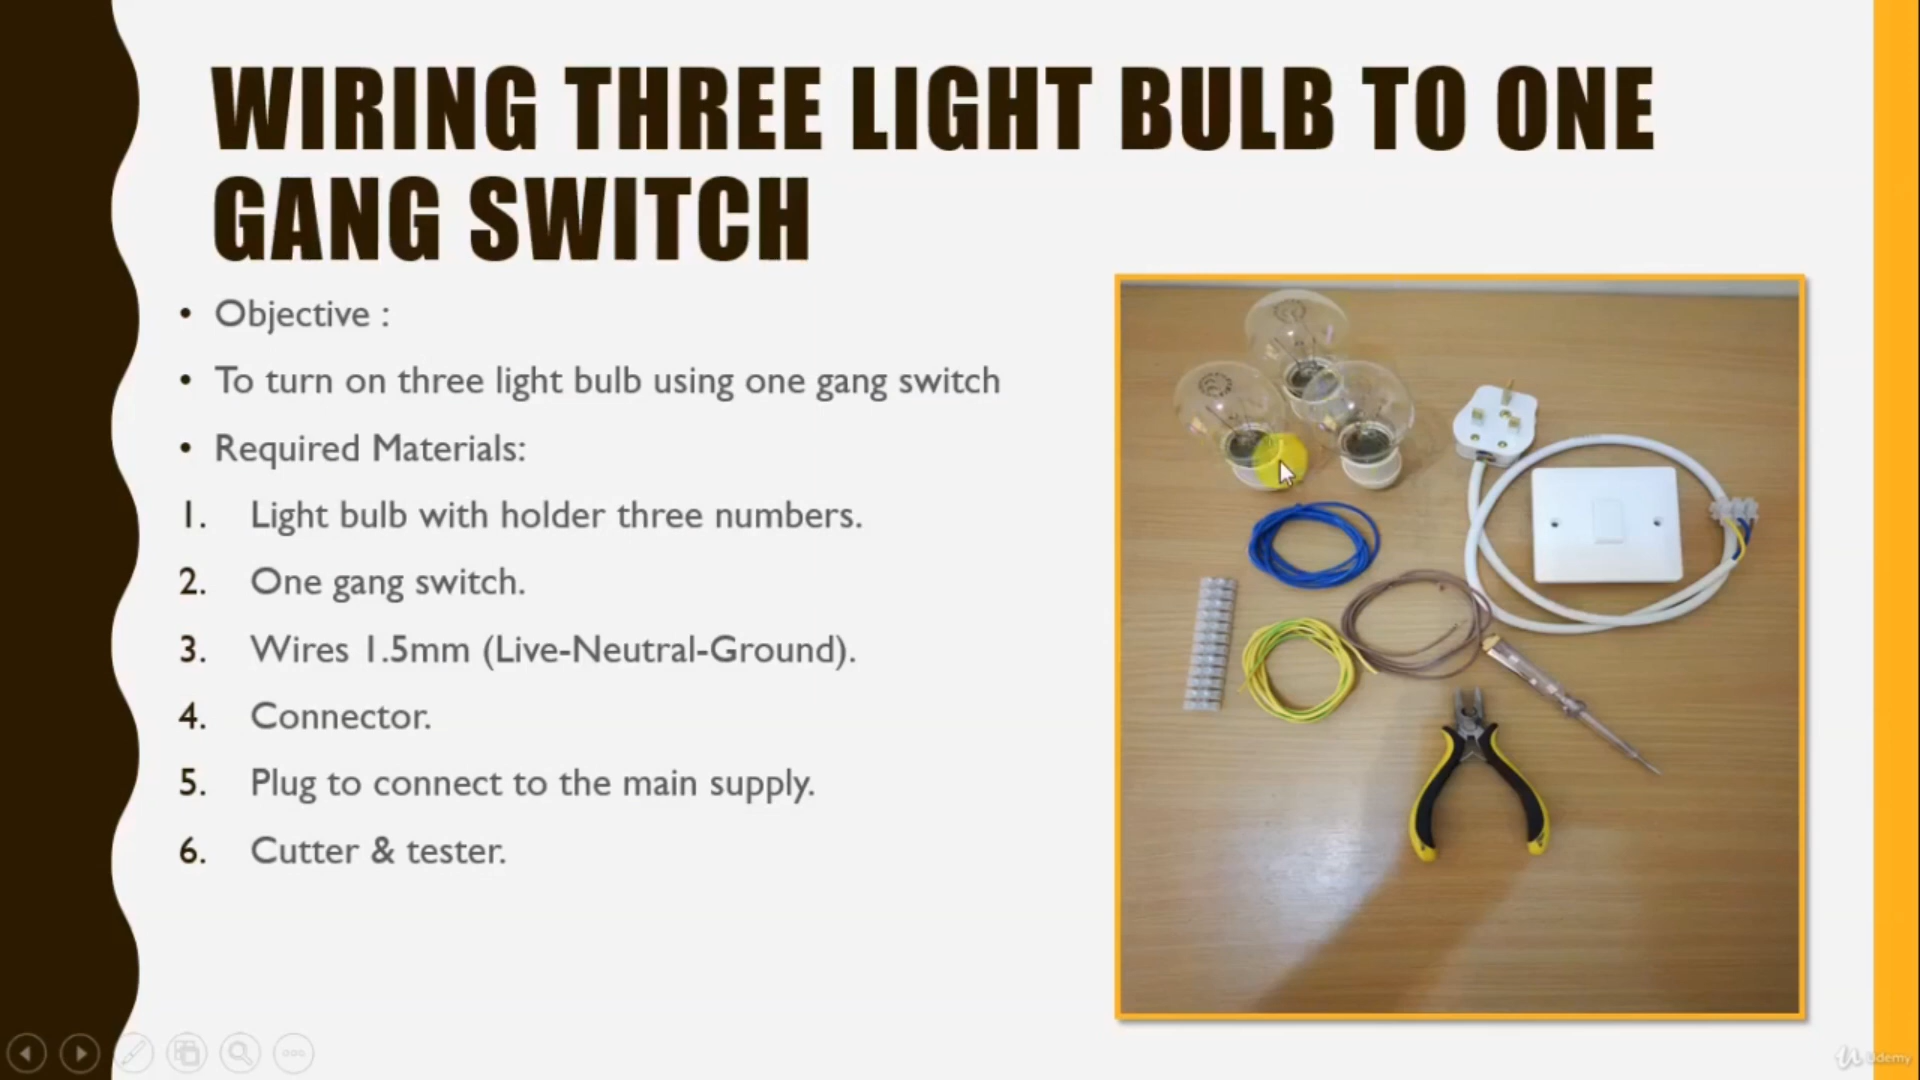 WIRING THREE LIGHT BULB TO ONE
GANG SWITCH
• Objective :
• To turn on three light bulb using one gang switch
• Required Materials:
1. Light bulb with holder three numbers.
2. One gang switch.
3. Wires 1.5mm (Live-Neutral-Ground).
4. Connector.
5. Plug to connect to the main supply.
6. Cutter & tester.
Udemy